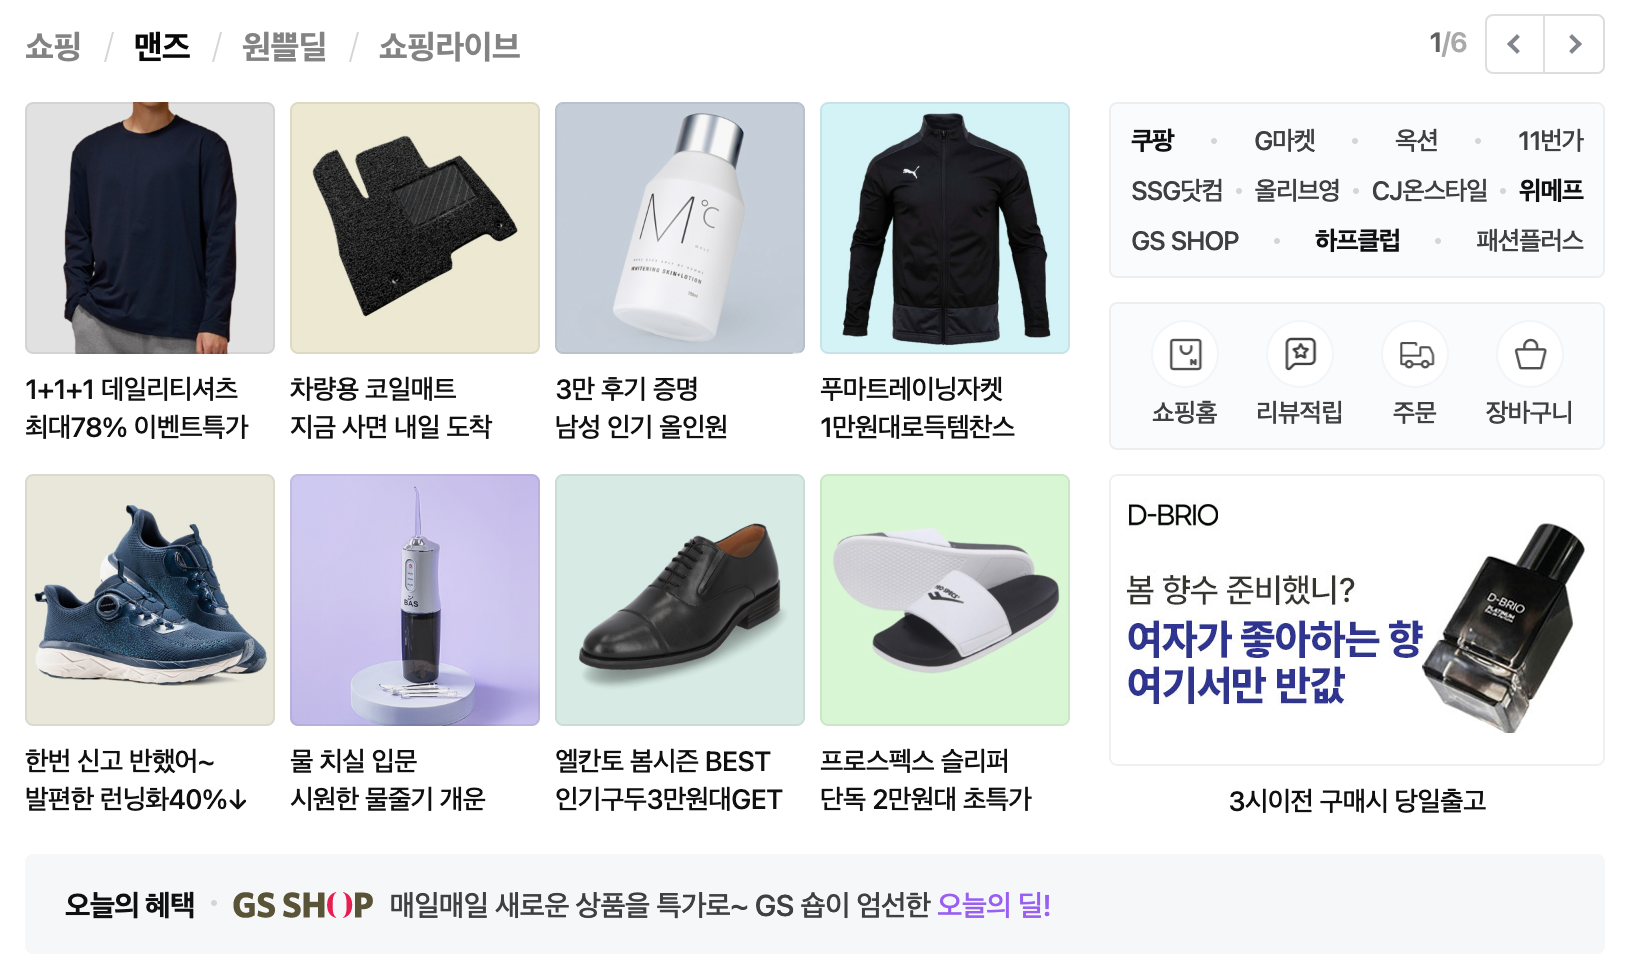 쇼핑 / 맨즈 / 원쁠딜 / 쇼핑라이브
1/6
1+1+1 데일리티셔츠
최대78% 이벤트특가
차량용 코일매트
지금 사면 내일 도착
M°C
WHITENING SKIN+LOTION
3만 후기 증명
남성 인기 올인원
푸마트레이닝자켓
1만원대로득템찬스
한번 신고 반했어~
발편한 런닝화40%↓
BAS
물 치실 입문
시원한 물줄기 개운
엘칸토 봄시즌 BEST
인기구두3만원대GET
프로스펙스 슬리퍼
단독 2만원대 초특가
쿠팡 · G마켓 · 옥션 · 11번가
SSG닷컴 · 올리브영 · CJ온스타일 · 위메프
GS SHOP · 하프클럽 · 패션플러스
쇼핑홈 리뷰적립 주문 장바구니
D-BRIO
봄 향수 준비했니?
여자가 좋아하는 향
여기서만 반값
D-BRIO
3시이전 구매시 당일출고
오늘의 혜택 · GS SHOP 매일매일 새로운 상품을 특가로~ GS 숍이 엄선한 오늘의 딜!